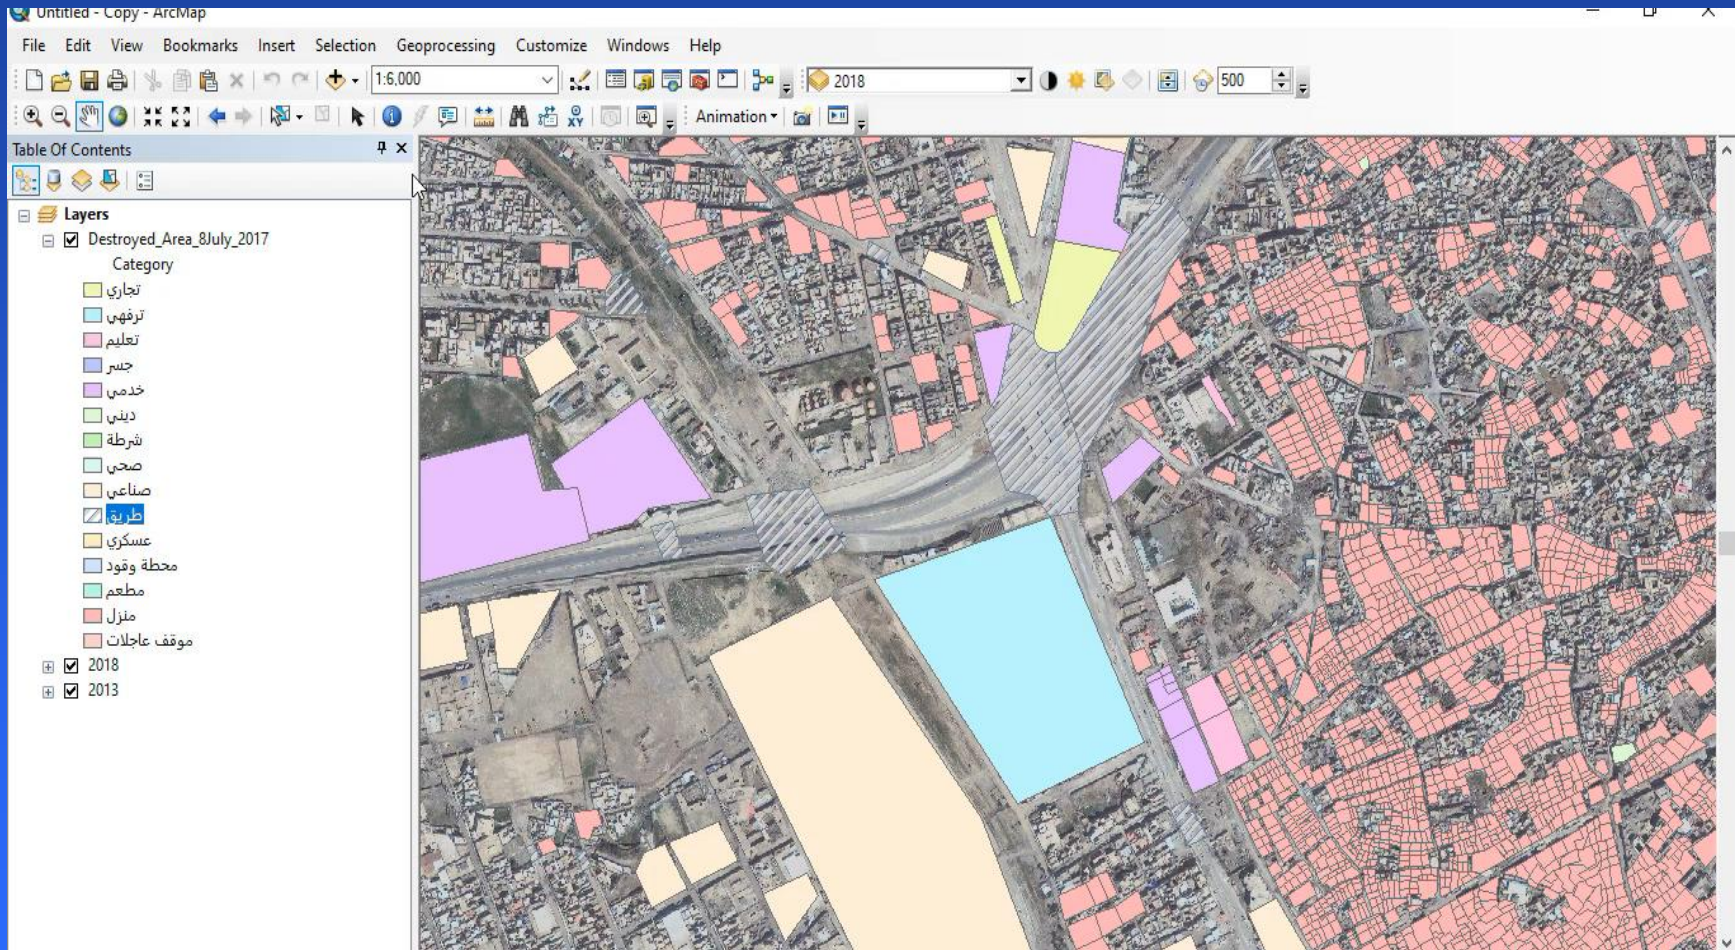 Untitled - Copy - ArcMap
File Edit View Bookmarks Insert Selection Geoprocessing Customize Windows Help
1:6,000 2018 500
Animation
Table Of Contents
Layers
Destroyed_Area_8July_2017
Category
تجاري
ترفهي
تعليم
جسر
خدمي
ديني
شرطة
صحي
صناعي
طريق
عسكري
محطة وقود
مطعم
منزل
موقف عاجلات
2018
2013